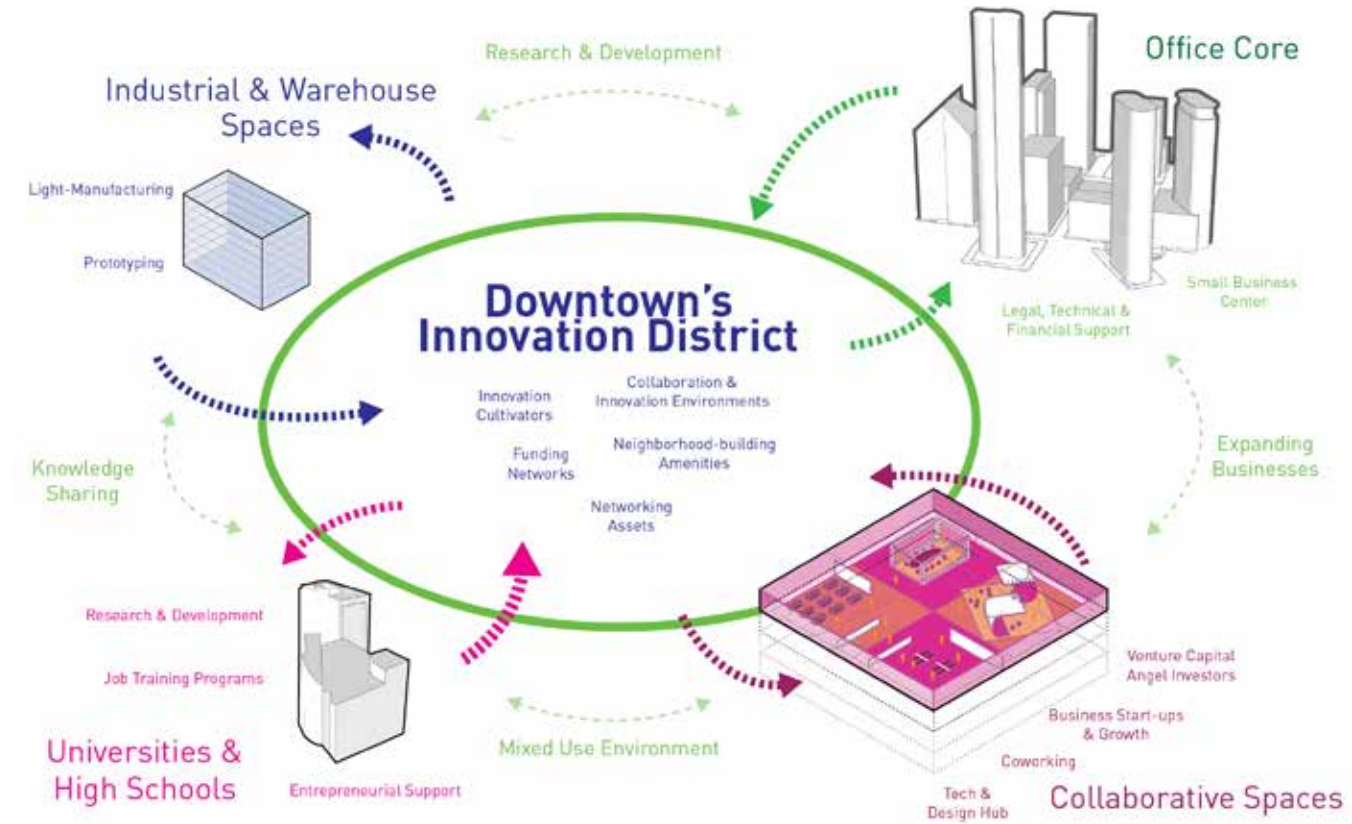 Research & Development
Office Core
Industrial & Warehouse
Spaces
Light-Manufacturing
Prototyping
Small Business
Center
Legal, Technical &
Financial Support
Downtown's
Innovation District
Innovation
Cultivators
Collaboration &
Innovation Environments
Funding
Networks
Neighborhood-building
Amenities
Networking
Assets
Knowledge
Sharing
Expanding
Businesses
Research & Development
Job Training Programs
Universities &
High Schools
Entrepreneurial Support
Mixed Use Environment
Venture Capital
Angel Investors
Business Start-ups
& Growth
Coworking
Tech &
Design Hub
Collaborative Spaces